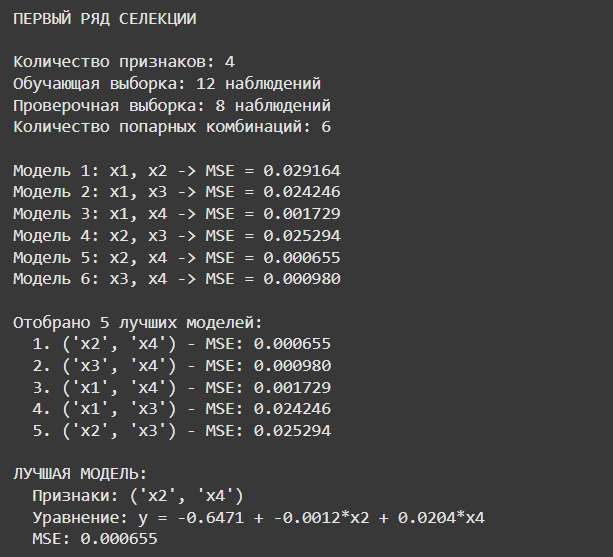 ПЕРВЫЙ РЯД СЕЛЕКЦИИ
Количество признаков: 4
Обучающая выборка: 12 наблюдений
Проверочная выборка: 8 наблюдений
Количество попарных комбинаций: 6
Модель 1: x1, x2 -> MSE = 0.029164
Модель 2: x1, x3 -> MSE = 0.024246
Модель 3: x1, x4 -> MSE = 0.001729
Модель 4: x2, x3 -> MSE = 0.025294
Модель 5: x2, x4 -> MSE = 0.000655
Модель 6: x3, x4 -> MSE = 0.000980
Отобрано 5 лучших моделей:
1. ('x2', 'x4') - MSE: 0.000655
2. ('x3', 'x4') - MSE: 0.000980
3. ('x1', 'x4') - MSE: 0.001729
4. ('x1', 'x3') - MSE: 0.024246
5. ('x2', 'x3') - MSE: 0.025294
ЛУЧШАЯ МОДЕЛЬ:
Признаки: ('x2', 'x4')
Уравнение: y = -0.6471 + -0.0012*x2 + 0.0204*x4
MSE: 0.000655